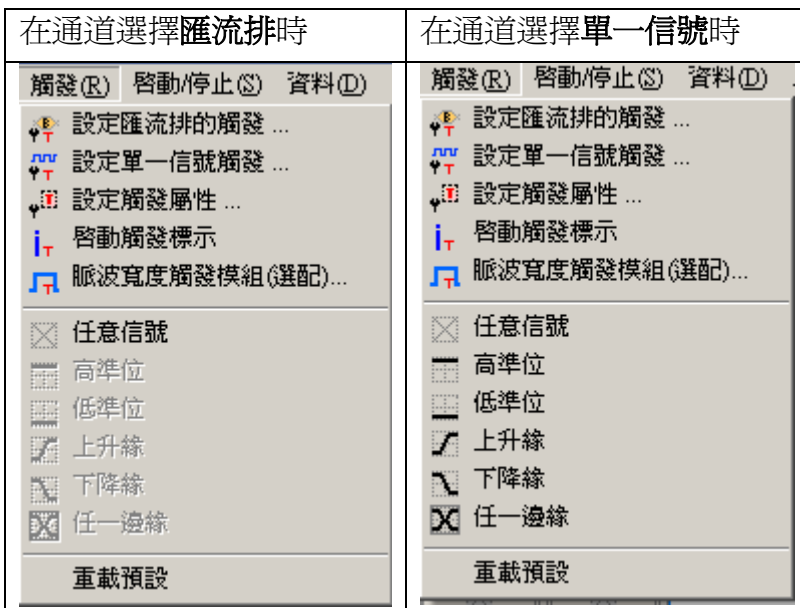 在通道選擇匯流排時
觸發(R) 啓動/停止(S) 資料(D)
設定匯流排的觸發 ...
設定單一信號觸發 ...
設定觸發屬性 ...
啓動觸發標示
脈波寬度觸發模組(選配)...
任意信號
高準位
低準位
上升緣
下降緣
任一邊緣
重載預設
在通道選擇單一信號時
觸發(R) 啓動/停止(S) 資料(D)
設定匯流排的觸發 ...
設定單一信號觸發 ...
設定觸發屬性 ...
啓動觸發標示
脈波寬度觸發模組(選配)...
任意信號
高準位
低準位
上升緣
下降緣
任一邊緣
重載預設